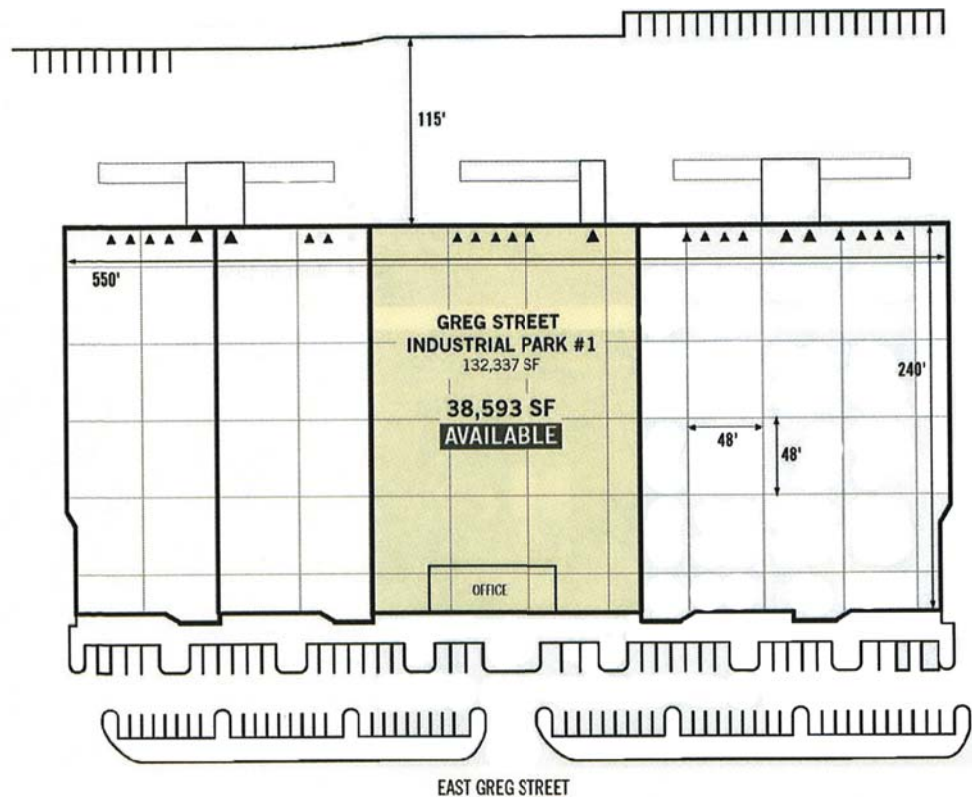 115'
550'
GREG STREET
INDUSTRIAL PARK #1
132,337 SF
240'
38,593 SF
AVAILABLE
48'
48'
OFFICE
EAST GREG STREET